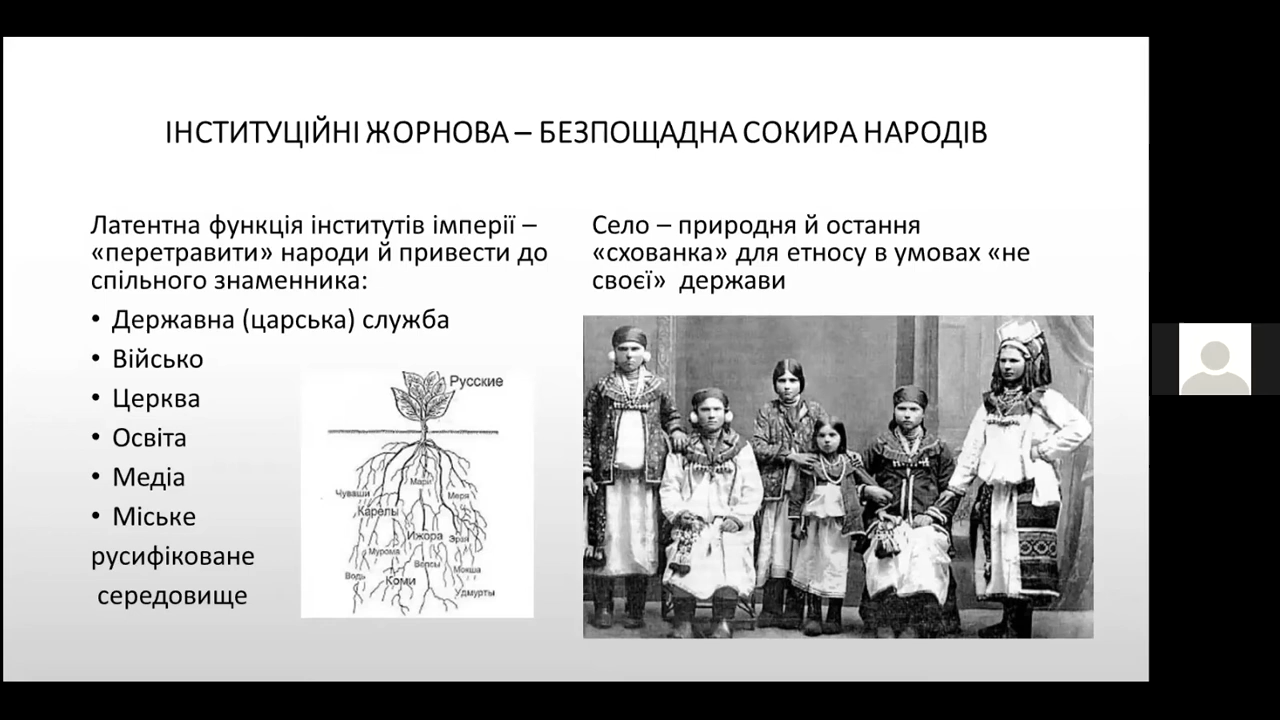 ІНСТИТУЦІЙНІ ЖОРНОВА – БЕЗПОЩАДНА СОКИРА НАРОДІВ
Латентна функція інститутів імперії –
«перетравити» народи й привести до
спільного знаменника:
• Державна (царська) служба
• Військо
• Церква
• Освіта
• Медіа
• Міське
русифіковане
середовище
Русские
Мари
Чуваши
Меря
Карелы
Ижора
Эрзя
Мурома
Вепсы
Мокша
Водь
Коми
Удмурты
Село – природня й остання
«схованка» для етносу в умовах «не
своєї» держави